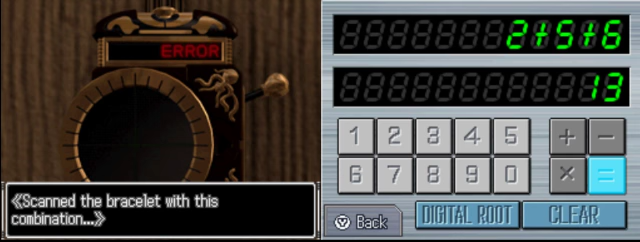 ERROR
《Scanned the bracelet with this
combination...》
2+5+6
13
1 2 3 4 5 + -
6 7 8 9 0 × =
Back
DIGITAL ROOT
CLEAR